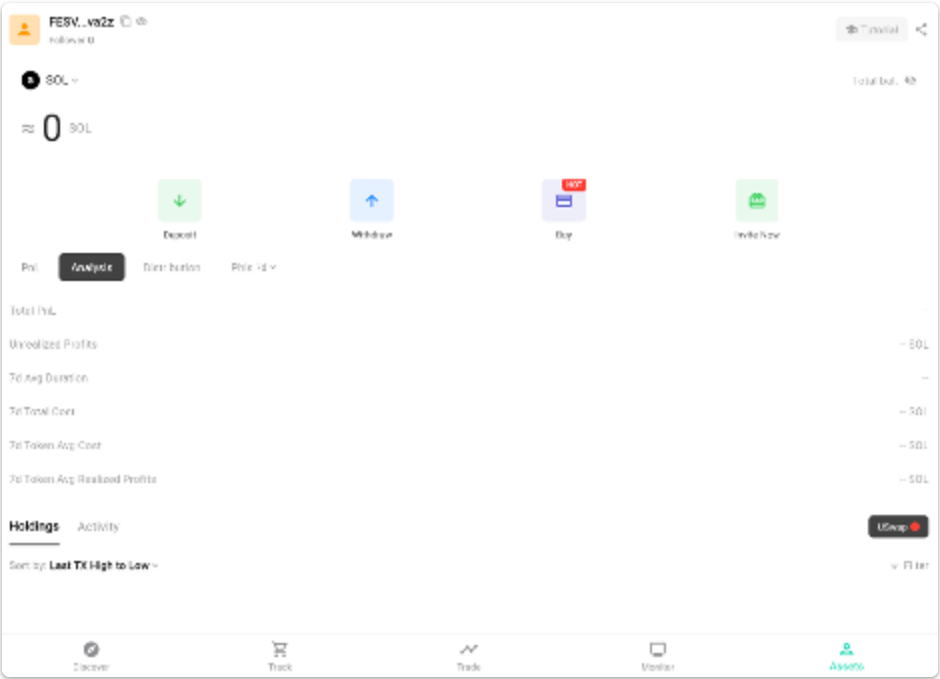 FESV...va2z
Follower 0
Tutorial
SOL
Total bal.
≈ 0 SOL
HOT
Deposit
Withdraw
Buy
Invite Now
PnL
Analysis
Distribution
7d
Total PnL --
Unrealized Profits -- SOL
7d Avg Duration --
7d Total Cost -- SOL
7d Token Avg Cost -- SOL
7d Token Avg Realized Profits -- SOL
Holdings
Activity
Sort by: Last TX High to Low
Filter
Discover
Track
Trade
Monitor
Assets